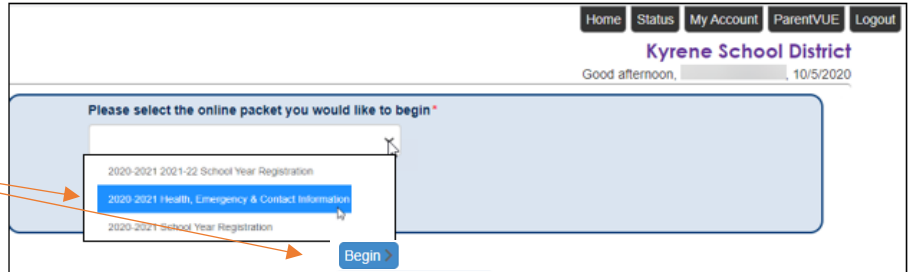 Home Status My Account ParentVUE Logout
Kyrene School District
Good afternoon, , 10/5/2020
Please select the online packet you would like to begin*
2020-2021 2021-22 School Year Registration
2020-2021 Health, Emergency & Contact Information
2020-2021 School Year Registration
Begin >